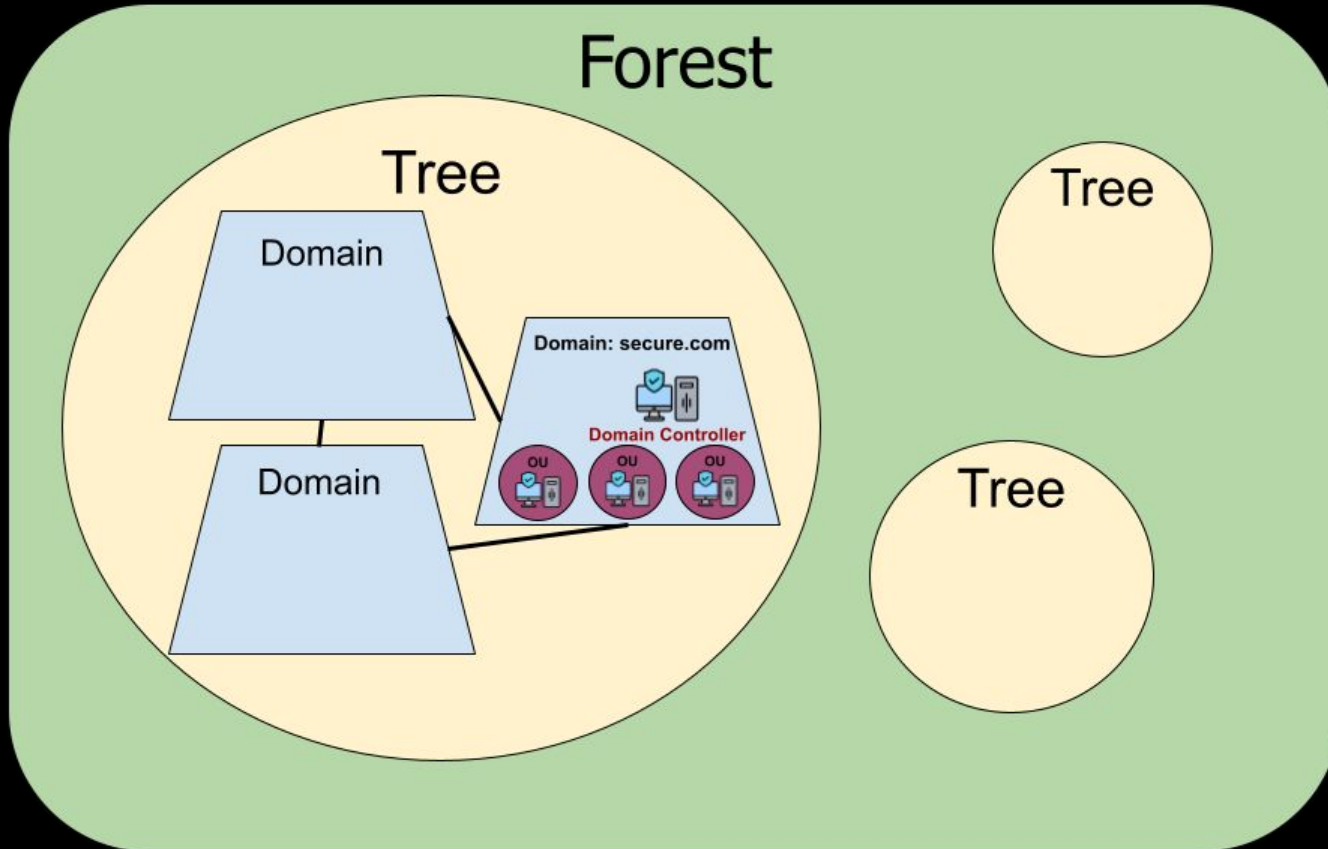 Forest
Tree
Domain
Domain: secure.com
Domain Controller
OU
OU
OU
Domain
Tree
Tree